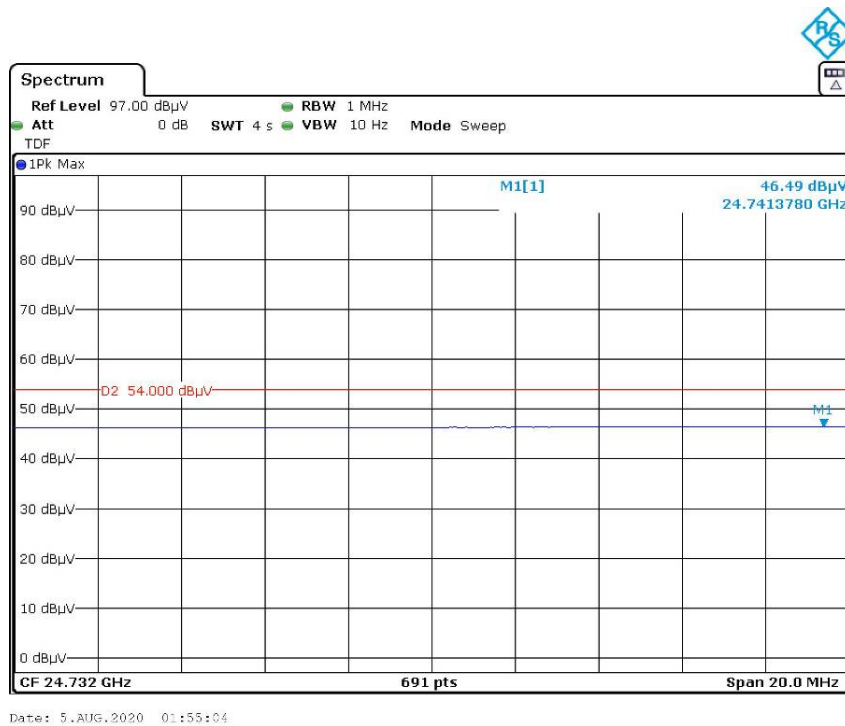 R&S
Spectrum
Ref Level 97.00 dBµV RBW 1 MHz
Att 0 dB SWT 4 s VBW 10 Hz Mode Sweep
TDF
1Pk Max
M1[1] 46.49 dBµV
24.7413780 GHz
90 dBµV
80 dBµV
70 dBµV
60 dBµV
D2 54.000 dBµV
50 dBµV
M1
40 dBµV
30 dBµV
20 dBµV
10 dBµV
0 dBµV
CF 24.732 GHz 691 pts Span 20.0 MHz
Date: 5.AUG.2020 01:55:04